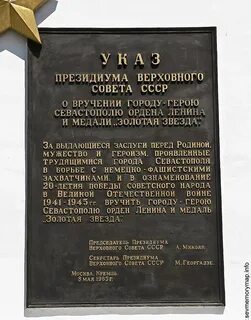 УКАЗ
ПРЕЗИДИУМА ВЕРХОВНОГО
СОВЕТА СССР
О ВРУЧЕНИИ ГОРОДУ-ГЕРОЮ
СЕВАСТОПОЛЮ ОРДЕНА ЛЕНИНА
И МЕДАЛИ „ЗОЛОТАЯ ЗВЕЗДА“
ЗА ВЫДАЮЩИЕСЯ ЗАСЛУГИ ПЕРЕД РОДИНОЙ,
МУЖЕСТВО И ГЕРОИЗМ, ПРОЯВЛЕННЫЕ
ТРУДЯЩИМИСЯ ГОРОДА СЕВАСТОПОЛЯ
В БОРЬБЕ С НЕМЕЦКО-ФАШИСТСКИМИ
ЗАХВАТЧИКАМИ, И В ОЗНАМЕНОВАНИЕ
20-ЛЕТИЯ ПОБЕДЫ СОВЕТСКОГО НАРОДА
В ВЕЛИКОЙ ОТЕЧЕСТВЕННОЙ ВОЙНЕ
1941-1945 гг. ВРУЧИТЬ ГОРОДУ-ГЕРОЮ
СЕВАСТОПОЛЮ ОРДЕН ЛЕНИНА И МЕДАЛЬ
„ЗОЛОТАЯ ЗВЕЗДА“.
ПРЕДСЕДАТЕЛЬ ПРЕЗИДИУМА
ВЕРХОВНОГО СОВЕТА СССР А. МИКОЯН.
СЕКРЕТАРЬ ПРЕЗИДИУМА
ВЕРХОВНОГО СОВЕТА СССР М. ГЕОРГАДЗЕ.
МОСКВА КРЕМЛЬ
8 МАЯ 1965 г.
sevmemorymap.info